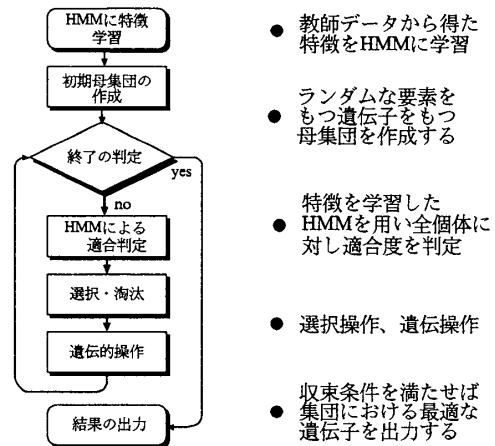 HMMに特徴
学習
初期母集団の
作成
終了の判定
yes
no
HMMによる
適合判定
選択・淘汰
遺伝的操作
結果の出力
● 教師データから得た
特徴をHMMに学習
● ランダムな要素を
もつ遺伝子をもつ
母集団を作成する
● 特徴を学習した
HMMを用い全個体に
対し適合度を判定
● 選択操作、遺伝操作
● 収束条件を満たせば
集団における最適な
遺伝子を出力する